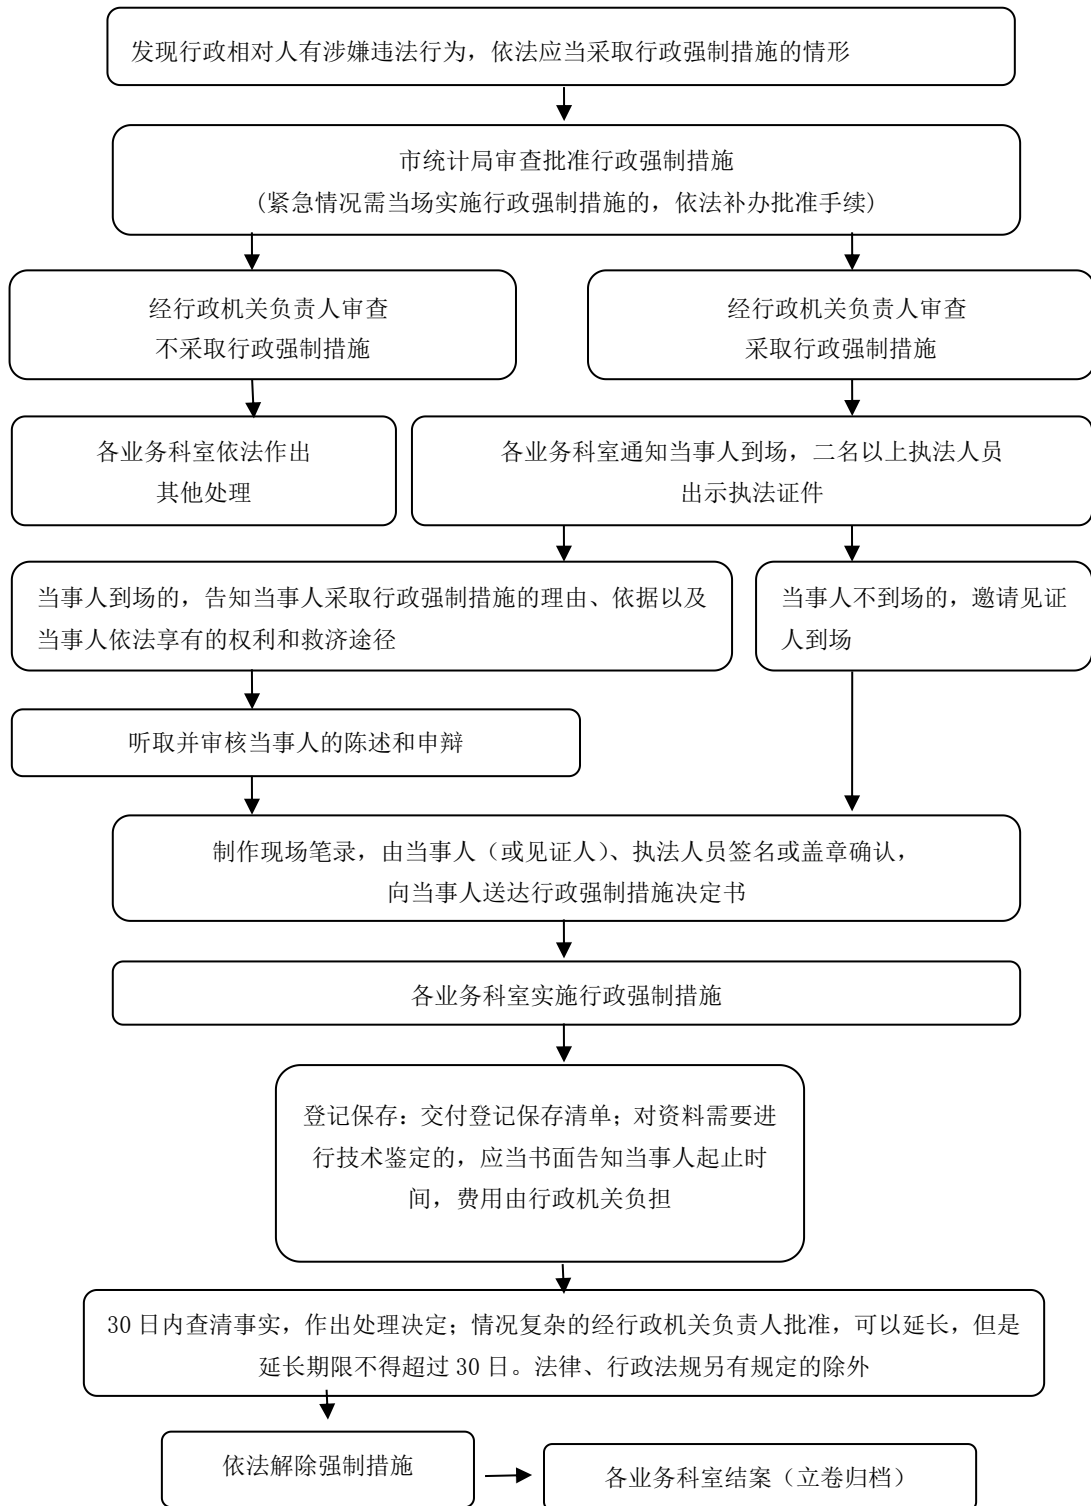 发现行政相对人有涉嫌违法行为，依法应当采取行政强制措施的情形
市统计局审查批准行政强制措施
(紧急情况需当场实施行政强制措施的，依法补办批准手续)
经行政机关负责人审查
不采取行政强制措施
经行政机关负责人审查
采取行政强制措施
各业务科室依法作出
其他处理
各业务科室通知当事人到场，二名以上执法人员
出示执法证件
当事人到场的，告知当事人采取行政强制措施的理由、依据以及
当事人依法享有的权利和救济途径
当事人不到场的，邀请见证
人到场
听取并审核当事人的陈述和申辩
制作现场笔录，由当事人（或见证人）、执法人员签名或盖章确认，
向当事人送达行政强制措施决定书
各业务科室实施行政强制措施
登记保存：交付登记保存清单；对资料需要进
行技术鉴定的，应当书面告知当事人起止时
间，费用由行政机关负担
30 日内查清事实，作出处理决定；情况复杂的经行政机关负责人批准，可以延长，但是
延长期限不得超过 30 日。法律、行政法规另有规定的除外
依法解除强制措施
各业务科室结案（立卷归档）